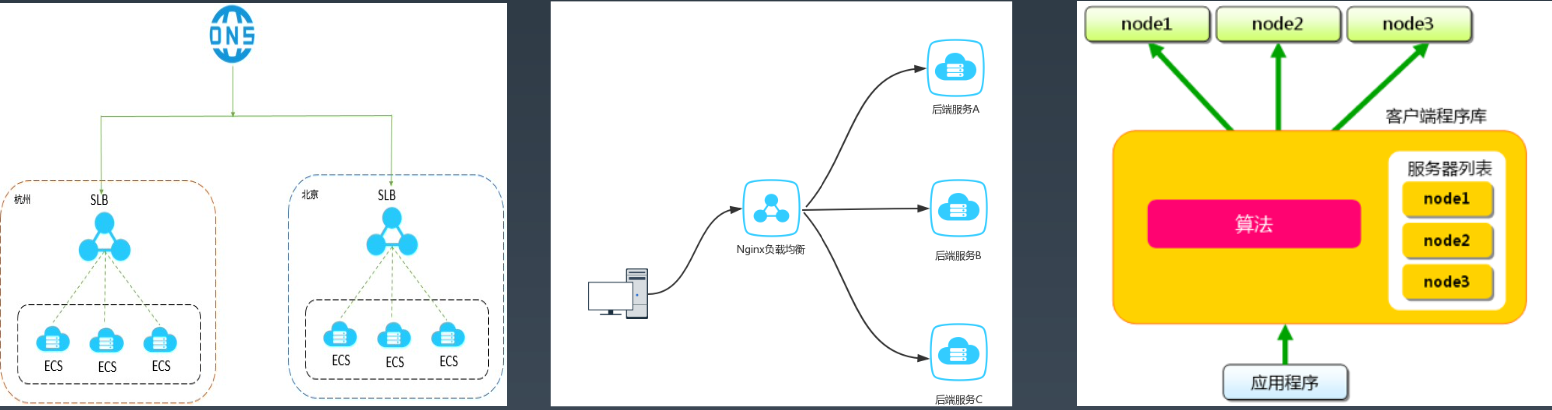 DNS
杭州
SLB
ECS
ECS
ECS
北京
SLB
ECS
ECS
ECS
后端服务A
Nginx负载均衡
后端服务B
后端服务C
node1
node2
node3
客户端程序库
服务器列表
node1
算法
node2
node3
应用程序